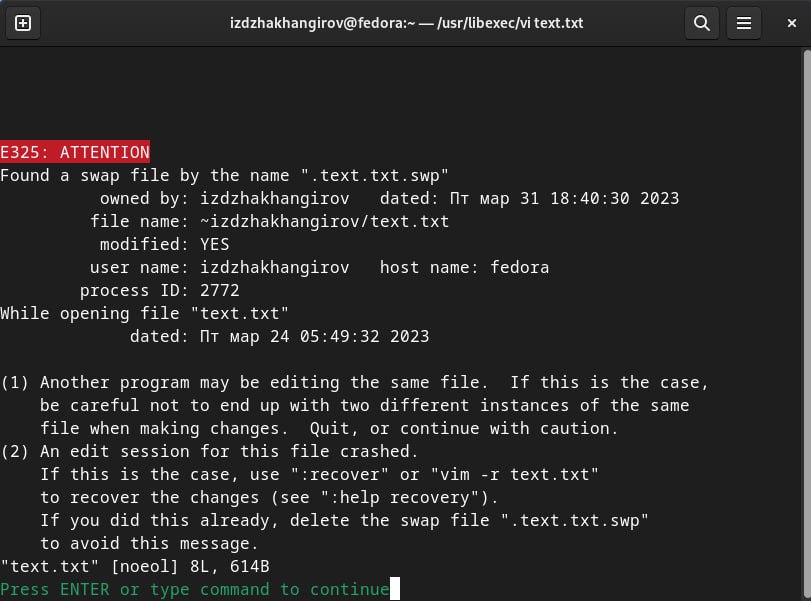 izdzhakhangirov@fedora:~ — /usr/libexec/vi text.txt
E325: ATTENTION
Found a swap file by the name ".text.txt.swp"
          owned by: izdzhakhangirov   dated: Пт мар 31 18:40:30 2023
         file name: ~izdzhakhangirov/text.txt
          modified: YES
         user name: izdzhakhangirov   host name: fedora
        process ID: 2772
While opening file "text.txt"
             dated: Пт мар 24 05:49:32 2023
(1) Another program may be editing the same file.  If this is the case,
    be careful not to end up with two different instances of the same
    file when making changes.  Quit, or continue with caution.
(2) An edit session for this file crashed.
    If this is the case, use ":recover" or "vim -r text.txt"
    to recover the changes (see ":help recovery").
    If you did this already, delete the swap file ".text.txt.swp"
    to avoid this message.
"text.txt" [noeol] 8L, 614B
Press ENTER or type command to continue